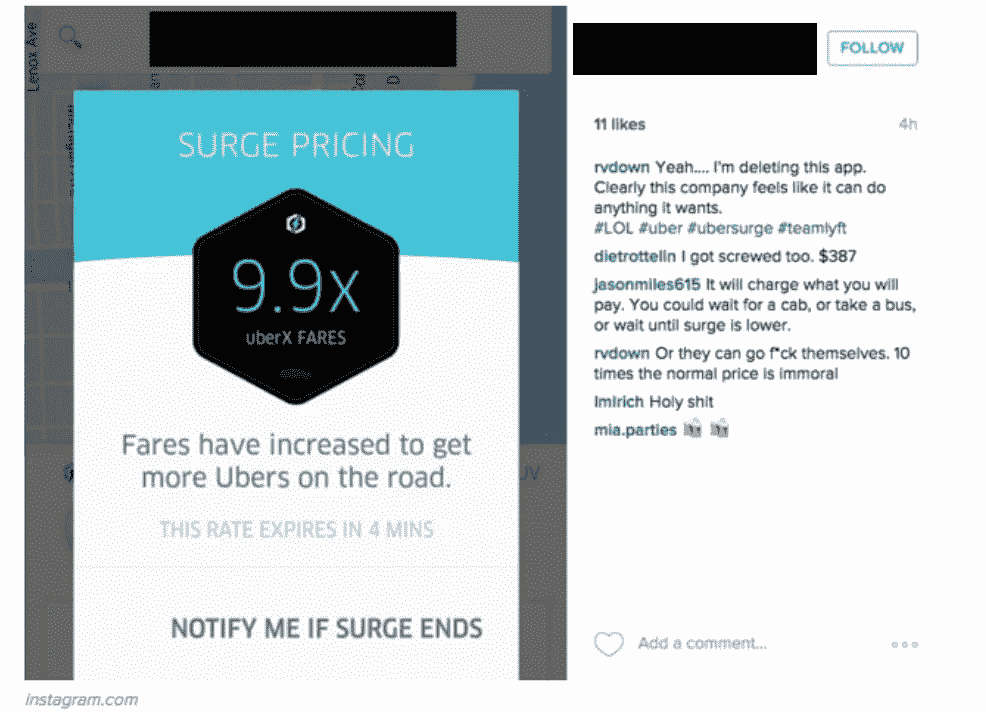 Lenox Ave
FOLLOW
SURGE PRICING
9.9x
uberX FARES
Fares have increased to get
more Ubers on the road.
THIS RATE EXPIRES IN 4 MINS
NOTIFY ME IF SURGE ENDS
11 likes
4h
rvdown Yeah.... I'm deleting this app.
Clearly this company feels like it can do
anything it wants.
#LOL #uber #ubersurge #teamlyft
dietrottelin I got screwed too. $387
jasonmiles615 It will charge what you will
pay. You could wait for a cab, or take a bus,
or wait until surge is lower.
rvdown Or they can go f*ck themselves. 10
times the normal price is immoral
lmlrich Holy shit
mia.parties
Add a comment...
instagram.com